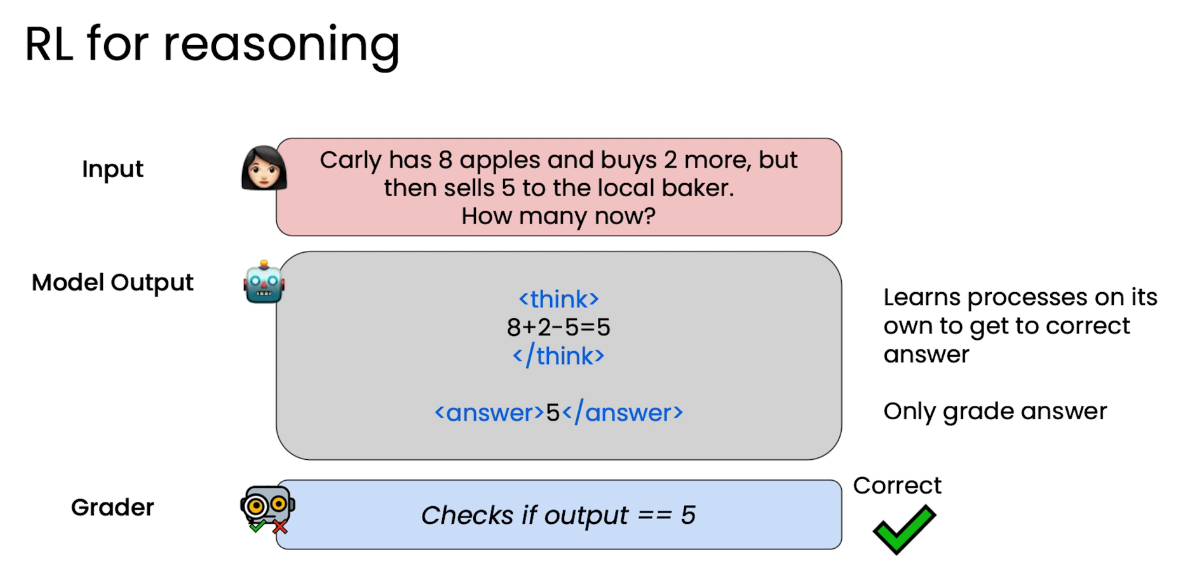 RL for reasoning
Input
Carly has 8 apples and buys 2 more, but
then sells 5 to the local baker.
How many now?
Model Output
<think>
8+2-5=5
</think>
<answer>5</answer>
Learns processes on its
own to get to correct
answer
Only grade answer
Grader
Checks if output == 5
Correct